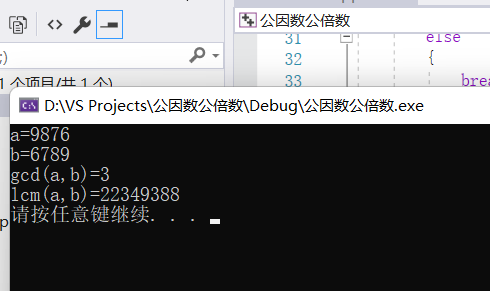 公因数公倍数
31 else
32 {
33 brea
1 个项目/共 1 个)
D:\VS Projects\公因数公倍数\Debug\公因数公倍数.exe
a=9876
b=6789
gcd(a,b)=3
lcm(a,b)=22349388
请按任意键继续. . .